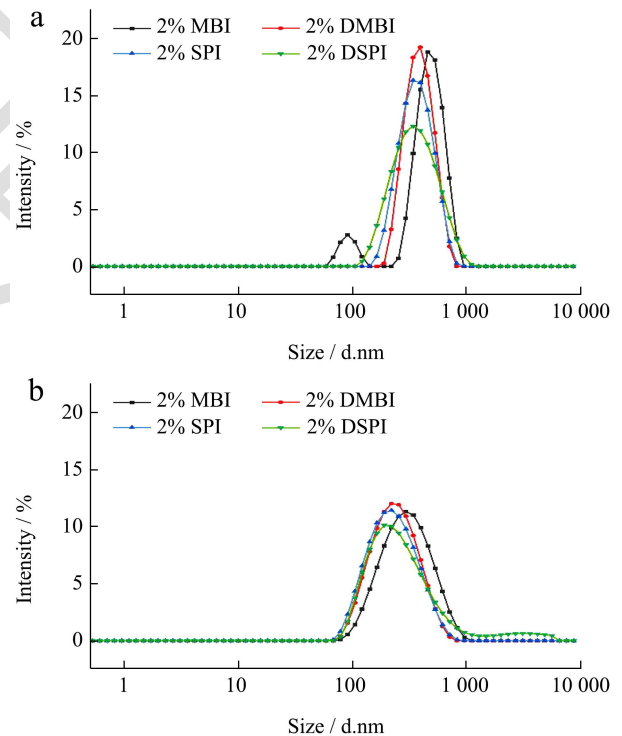 a
2% MBI 2% DMBI
2% SPI 2% DSPI
20
15
10
5
0
Intensity / %
1 10 100 1 000 10 000
Size / d.nm
b
2% MBI 2% DMBI
2% SPI 2% DSPI
20
15
10
5
0
Intensity / %
1 10 100 1 000 10 000
Size / d.nm